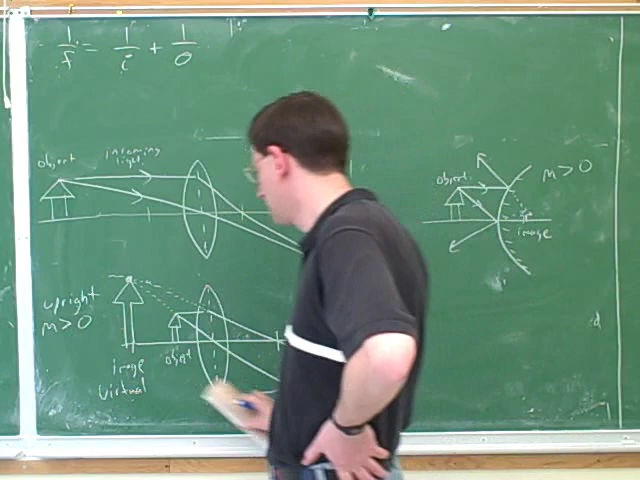 1/f = 1/i + 1/o
object
incoming
light
object
m > 0
image
upright
m > 0
image
virtual
object